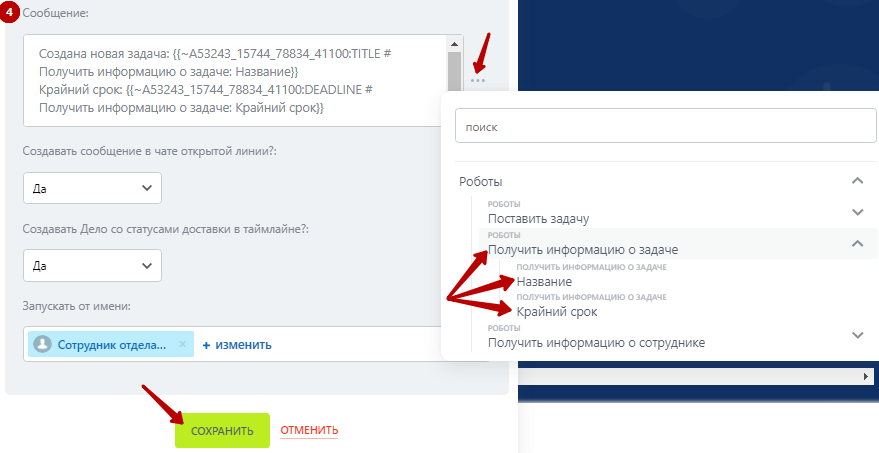 4
Сообщение:
Создана новая задача: {{~A53243_15744_78834_41100:TITLE #
Получить информацию о задаче: Название}}
Крайний срок: {{~A53243_15744_78834_41100:DEADLINE #
Получить информацию о задаче: Крайний срок}}
Создавать сообщение в чате открытой линии?:
Да
Создавать Дело со статусами доставки в таймлайне?:
Да
Запускать от имени:
Сотрудник отдела... × + изменить
СОХРАНИТЬ ОТМЕНИТЬ
поиск
Роботы
РОБОТЫ
Поставить задачу
РОБОТЫ
Получить информацию о задаче
ПОЛУЧИТЬ ИНФОРМАЦИЮ О ЗАДАЧЕ
Название
ПОЛУЧИТЬ ИНФОРМАЦИЮ О ЗАДАЧЕ
Крайний срок
РОБОТЫ
Получить информацию о сотруднике